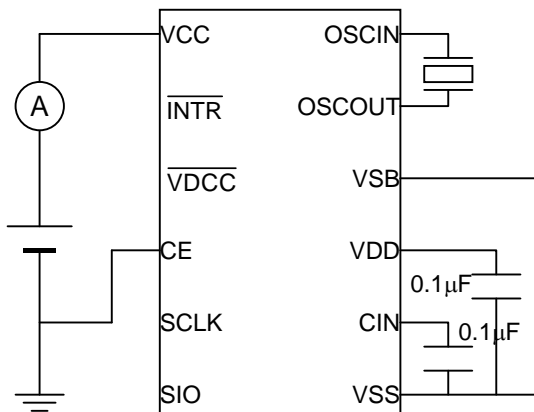 VCC
OSCIN
A
INTR
OSCOUT
VDCC
VSB
CE
VDD
0.1μF
SCLK
CIN
0.1μF
SIO
VSS